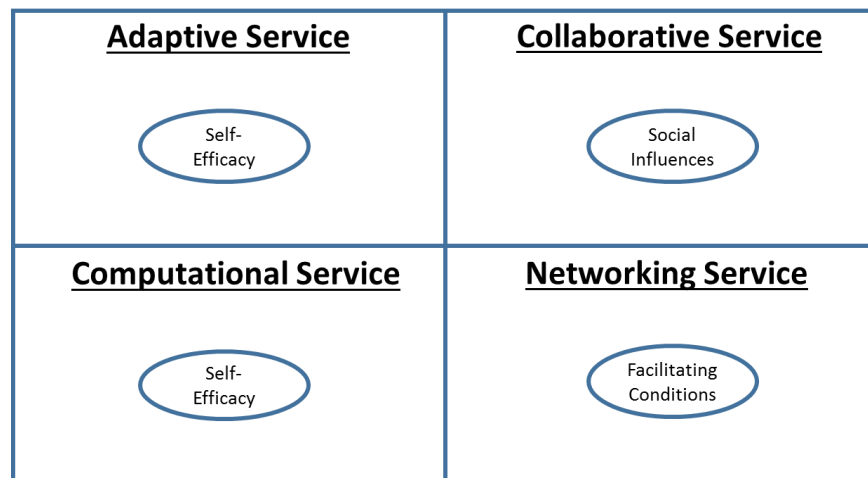 Adaptive Service
Collaborative Service
Self-
Efficacy
Social
Influences
Computational Service
Networking Service
Self-
Efficacy
Facilitating
Conditions